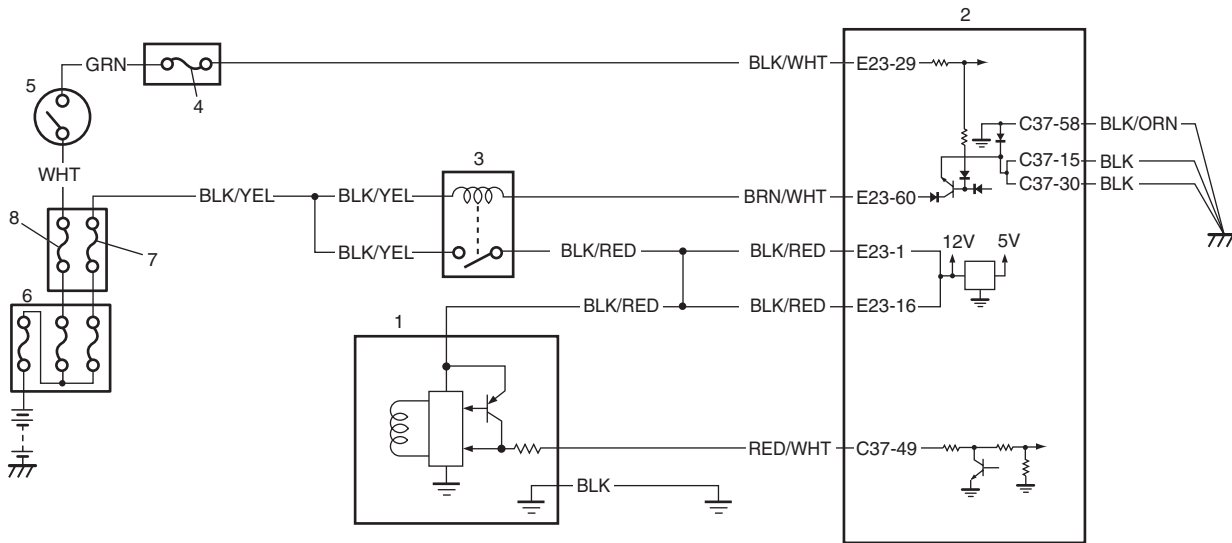 2
5
GRN
4
BLK/WHT
E23-29
C37-58
BLK/ORN
WHT
3
C37-15
BLK
C37-30
BLK
BLK/YEL
BLK/YEL
BRN/WHT
E23-60
8
7
BLK/YEL
BLK/RED
BLK/RED
E23-1
12V
5V
6
BLK/RED
BLK/RED
E23-16
1
RED/WHT
C37-49
BLK